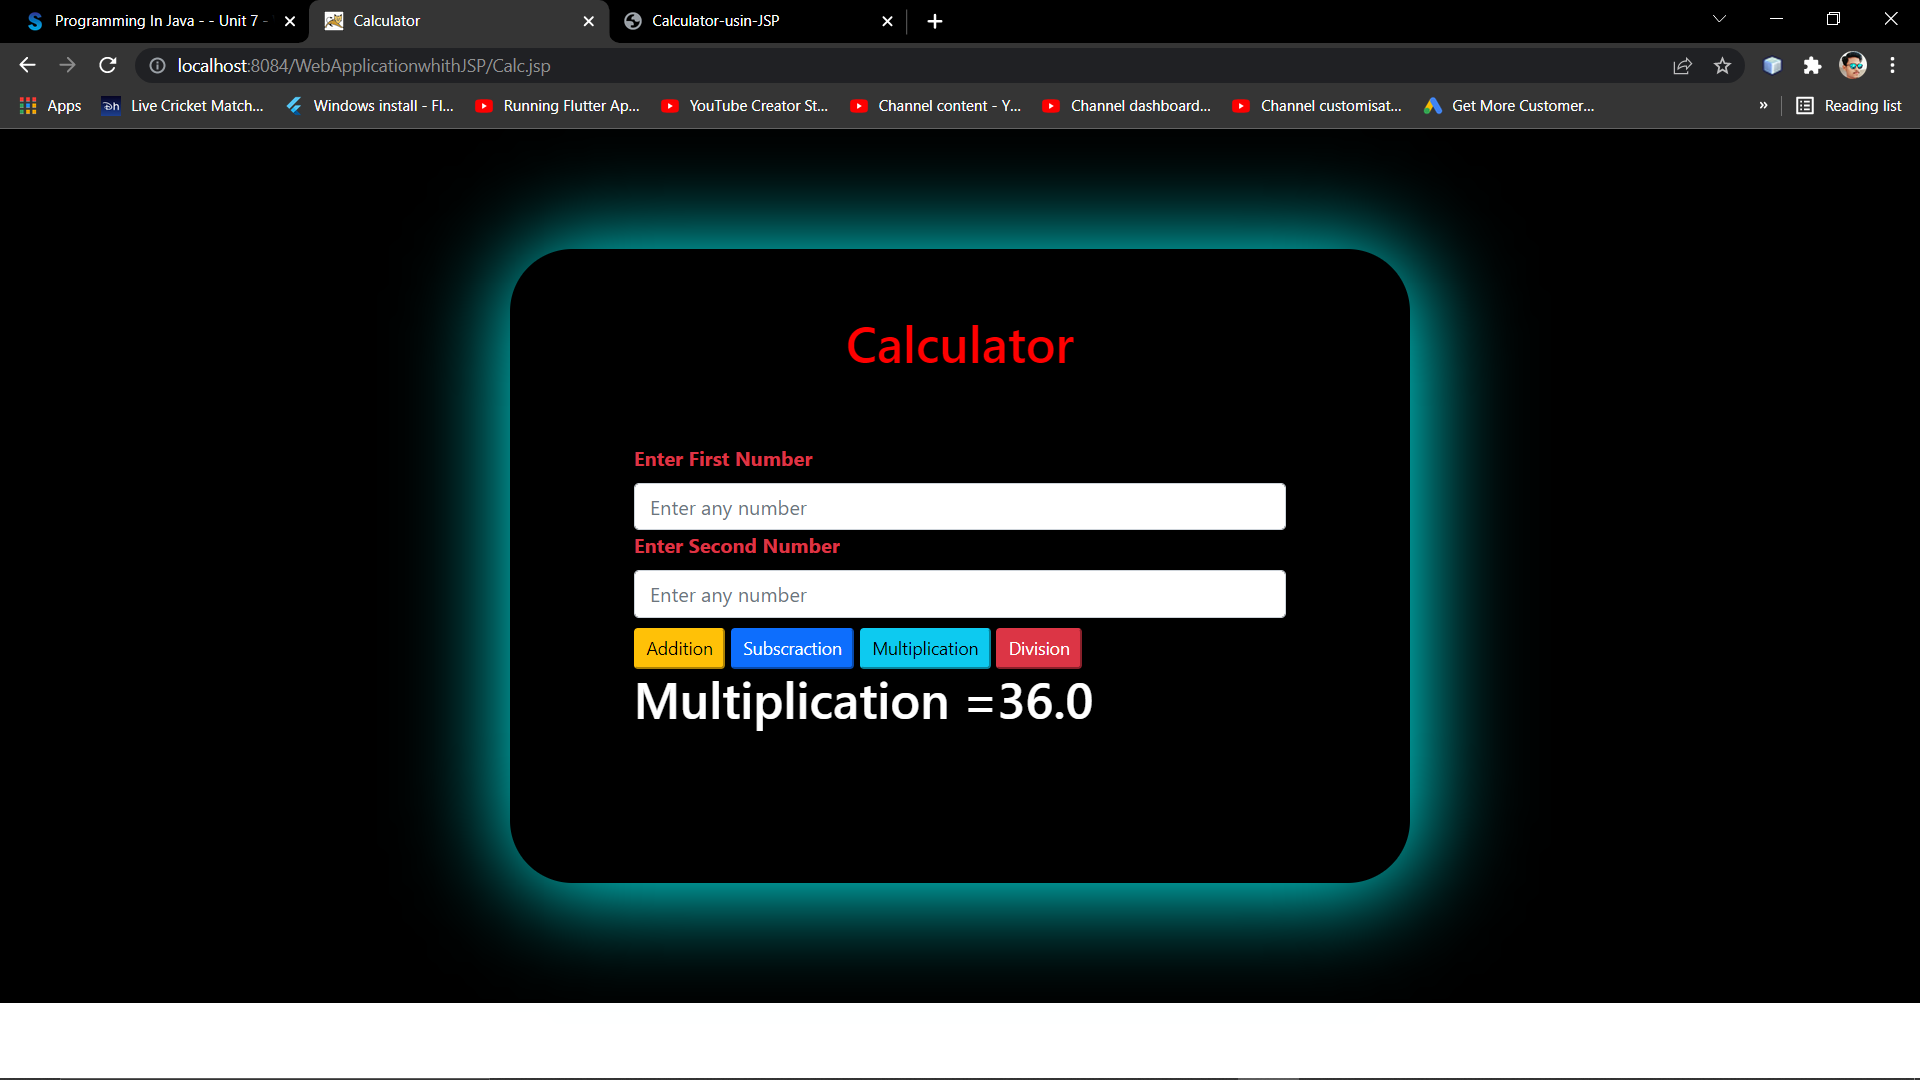 Programming In Java - - Unit 7 -
Calculator
Calculator-usin-JSP
localhost:8084/WebApplicationwhithJSP/Calc.jsp
Apps
Live Cricket Match...
Windows install - Fl...
Running Flutter Ap...
YouTube Creator St...
Channel content - Y...
Channel dashboard...
Channel customisat...
Get More Customer...
»
Reading list
Calculator
Enter First Number
Enter any number
Enter Second Number
Enter any number
Addition Subscraction Multiplication Division
Multiplication =36.0